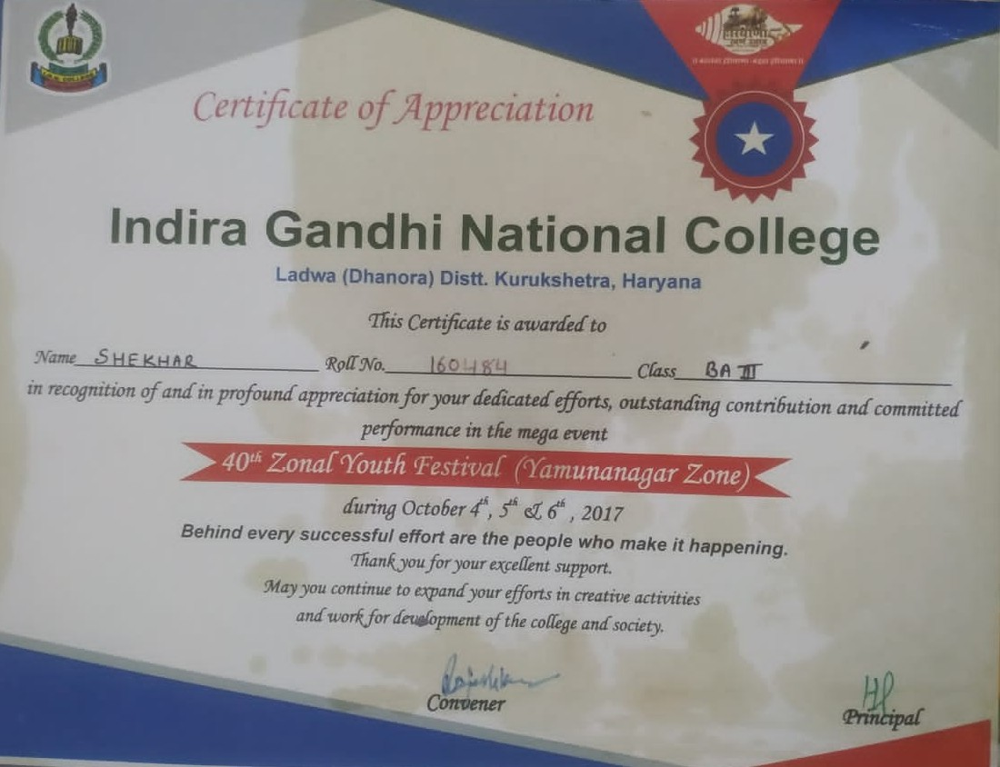 हरियाणा
Certificate of Appreciation
Indira Gandhi National College
Ladwa (Dhanora) Distt. Kurukshetra, Haryana
This Certificate is awarded to
Name SHEKHAR Roll No. 160484 Class BA III
in recognition of and in profound appreciation for your dedicated efforts, outstanding contribution and committed
performance in the mega event
40th Zonal Youth Festival (Yamunanagar Zone)
during October 4th, 5th & 6th, 2017
Behind every successful effort are the people who make it happening.
Thank you for your excellent support.
May you continue to expand your efforts in creative activities
and work for development of the college and society.
Convener
Principal